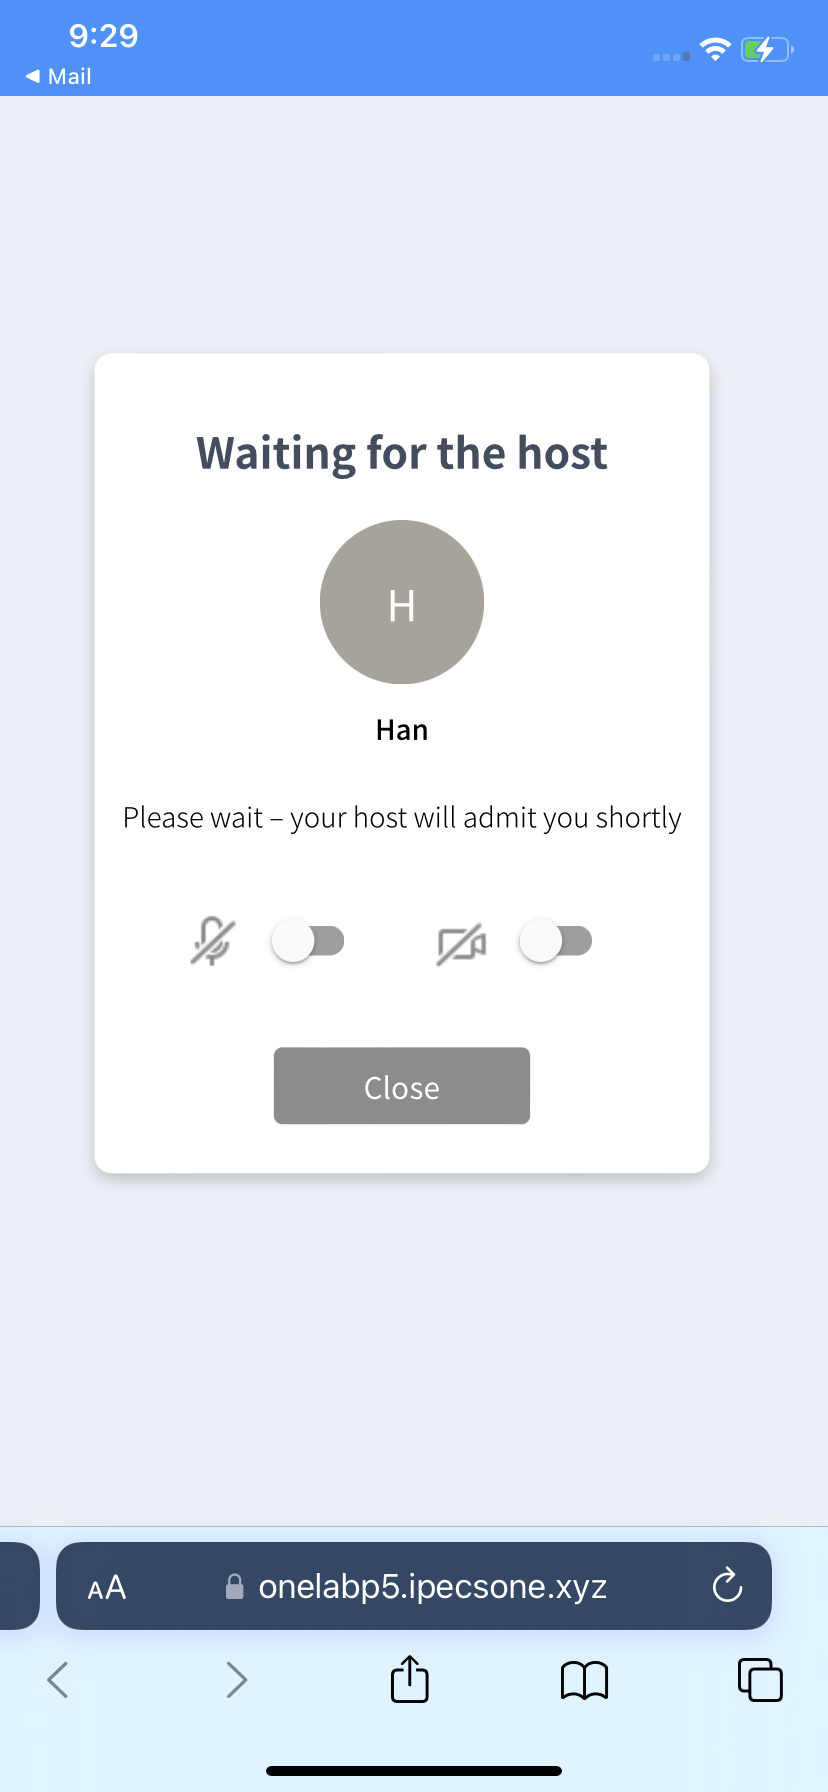 9:29
◀ Mail
Waiting for the host
H
Han
Please wait – your host will admit you shortly
Close
AA
onelabp5.ipecsone.xyz